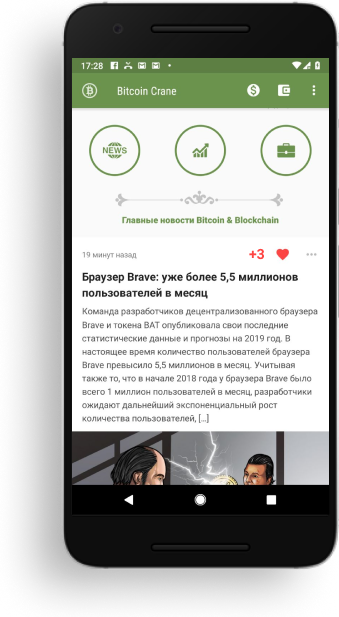 17:28
Bitcoin Crane
NEWS
Главные новости Bitcoin & Blockchain
19 минут назад
+3
Браузер Brave: уже более 5,5 миллионов
пользователей в месяц
Команда разработчиков децентрализованного браузера
Brave и токена BAT опубликовала свои последние
статистические данные и прогнозы на 2019 год. В
настоящее время количество пользователей браузера
Brave превысило 5,5 миллионов в месяц. Учитывая
также то, что в начале 2018 года у браузера Brave было
всего 1 миллион пользователей в месяц, разработчики
ожидают дальнейший экспоненциальный рост
количества пользователей, [...]